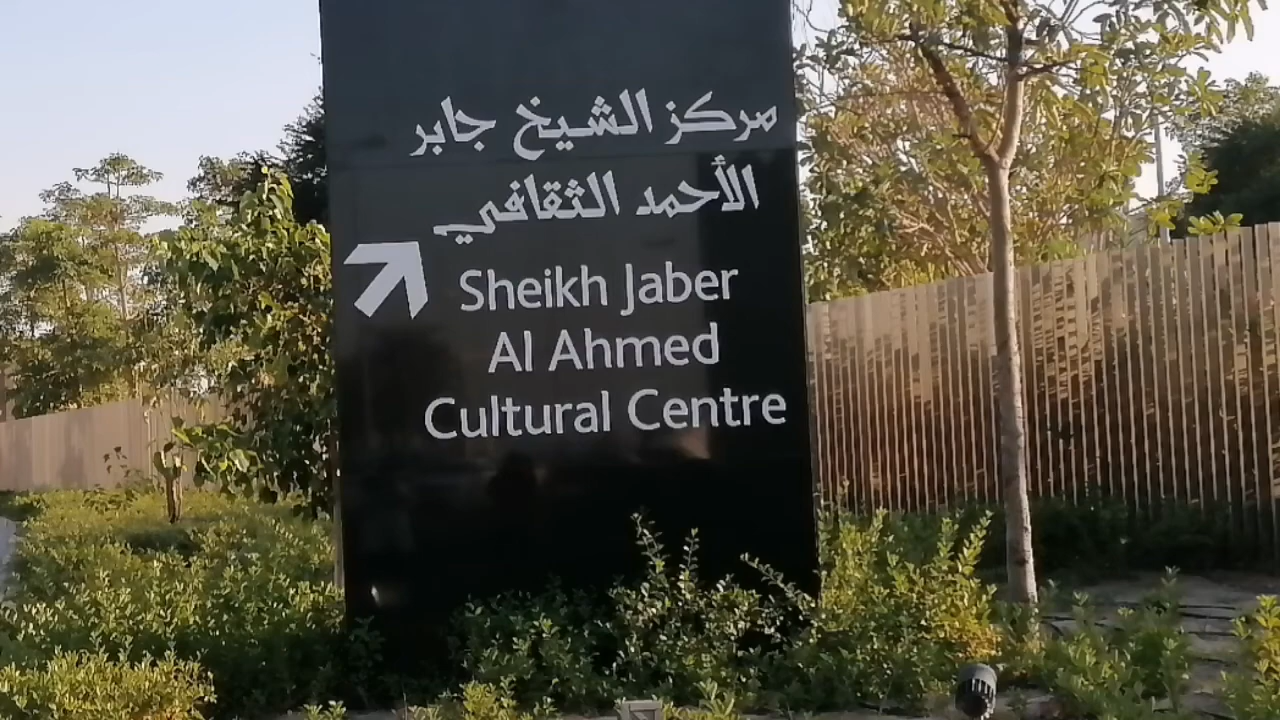 مركز الشيخ جابر
الأحمد الثقافي
Sheikh Jaber
Al Ahmed
Cultural Centre